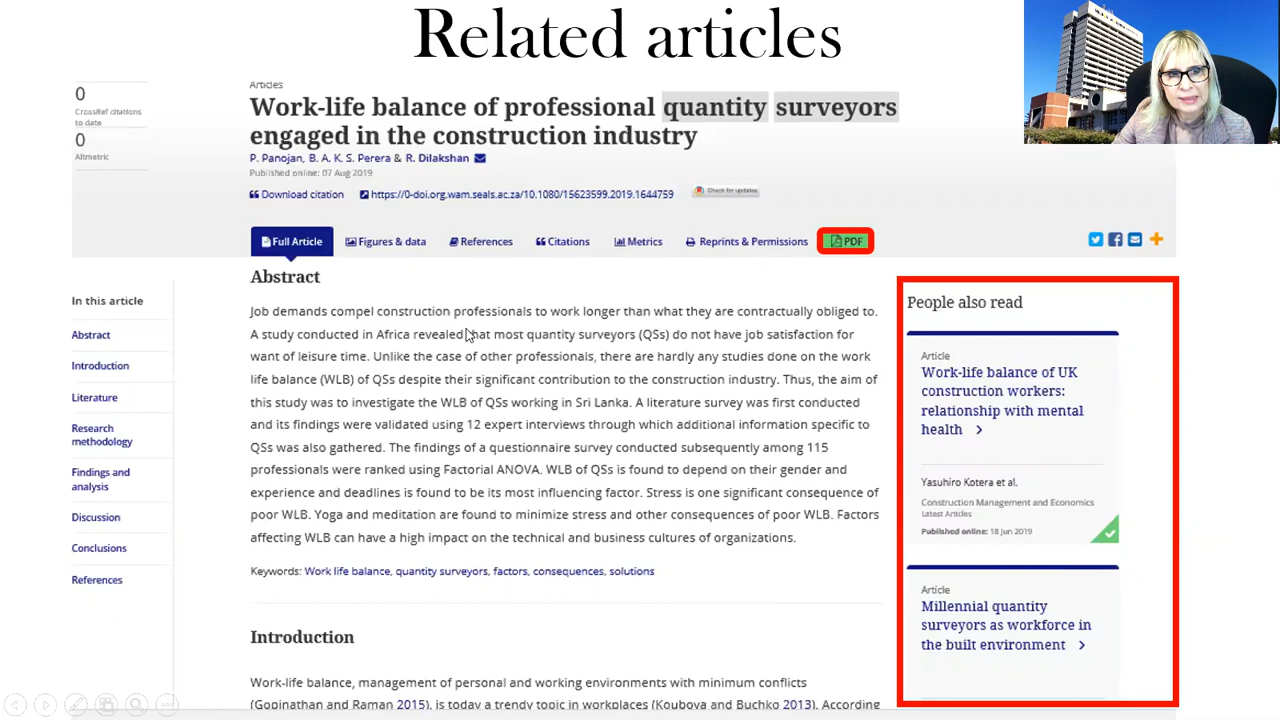 Related articles
0
CrossRef citations
to date
0
Altmetric
Articles
Work-life balance of professional quantity surveyors
engaged in the construction industry
P. Panojan, B. A. K. S. Perera & R. Dilakshan
Published online: 07 Aug 2019
Download citation
https://0-doi.org.wam.seals.ac.za/10.1080/15623599.2019.1644759
Check for updates
Full Article
Figures & data
References
Citations
Metrics
Reprints & Permissions
PDF
In this article
Abstract
Introduction
Literature
Research
methodology
Findings and
analysis
Discussion
Conclusions
References
Abstract
Job demands compel construction professionals to work longer than what they are contractually obliged to.
A study conducted in Africa revealed that most quantity surveyors (QSs) do not have job satisfaction for
want of leisure time. Unlike the case of other professionals, there are hardly any studies done on the work
life balance (WLB) of QSs despite their significant contribution to the construction industry. Thus, the aim of
this study was to investigate the WLB of QSs working in Sri Lanka. A literature survey was first conducted
and its findings were validated using 12 expert interviews through which additional information specific to
QSs was also gathered. The findings of a questionnaire survey conducted subsequently among 115
professionals were ranked using Factorial ANOVA. WLB of QSs is found to depend on their gender and
experience and deadlines is found to be its most influencing factor. Stress is one significant consequence of
poor WLB. Yoga and meditation are found to minimize stress and other consequences of poor WLB. Factors
affecting WLB can have a high impact on the technical and business cultures of organizations.
Keywords: Work life balance, quantity surveyors, factors, consequences, solutions
Introduction
Work-life balance, management of personal and working environments with minimum conflicts
(Gopinathan and Raman 2015), is today a trendy topic in workplaces (Koubova and Buchko 2013). According
People also read
Article
Work-life balance of UK
construction workers:
relationship with mental
health
Yasuhiro Kotera et al.
Construction Management and Economics
Latest Articles
Published online: 18 Jun 2019
Article
Millennial quantity
surveyors as workforce in
the built environment